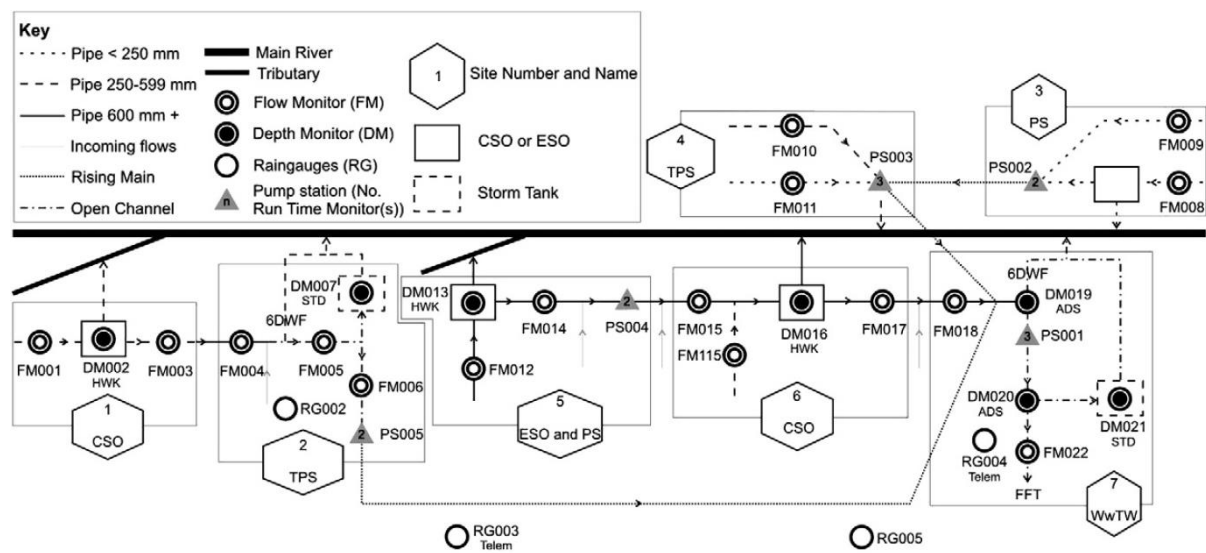 Key
Pipe < 250 mm
Pipe 250-599 mm
Pipe 600 mm +
Incoming flows
Rising Main
Open Channel
Main River
Tributary
Flow Monitor (FM)
Depth Monitor (DM)
Raingauges (RG)
n
Pump station (No.
Run Time Monitor(s))
1
Site Number and Name
CSO or ESO
Storm Tank
4
TPS
FM010
FM011
PS003
3
3
PS
PS002
2
FM009
FM008
FM001
DM002
HWK
FM003
1
CSO
FM004
6DWF
DM007
STD
FM005
FM006
RG002
2
PS005
2
TPS
DM013
HWK
FM014
2
PS004
FM012
5
ESO and PS
FM015
FM115
DM016
HWK
FM017
6
CSO
FM018
6DWF
DM019
ADS
3
PS001
DM020
ADS
DM021
STD
RG004
Telem
FM022
FFT
7
WwTW
RG003
Telem
RG005